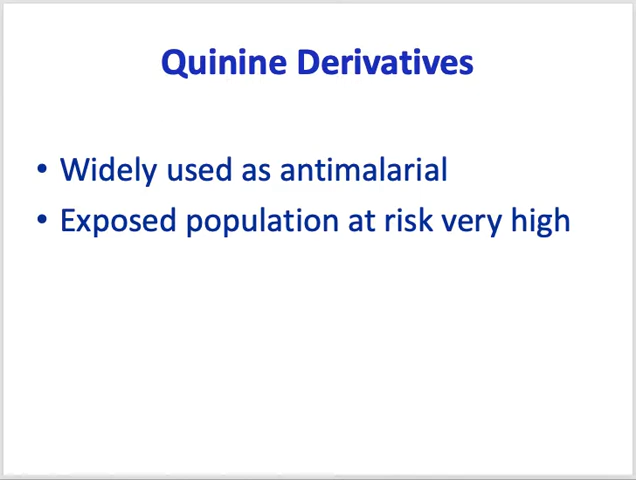 Quinine Derivatives
• Widely used as antimalarial
• Exposed population at risk very high